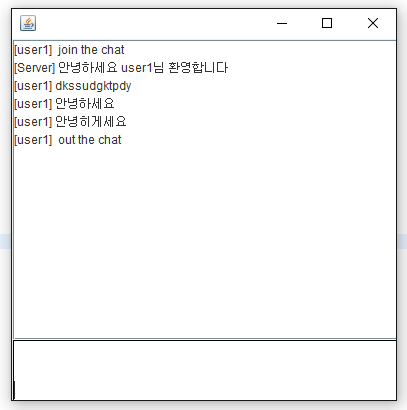 [user1]  join the chat
[Server] 안녕하세요 user1님 환영합니다
[user1] dkssudgktpdy
[user1] 안녕하세요
[user1] 안녕히게세요
[user1]  out the chat